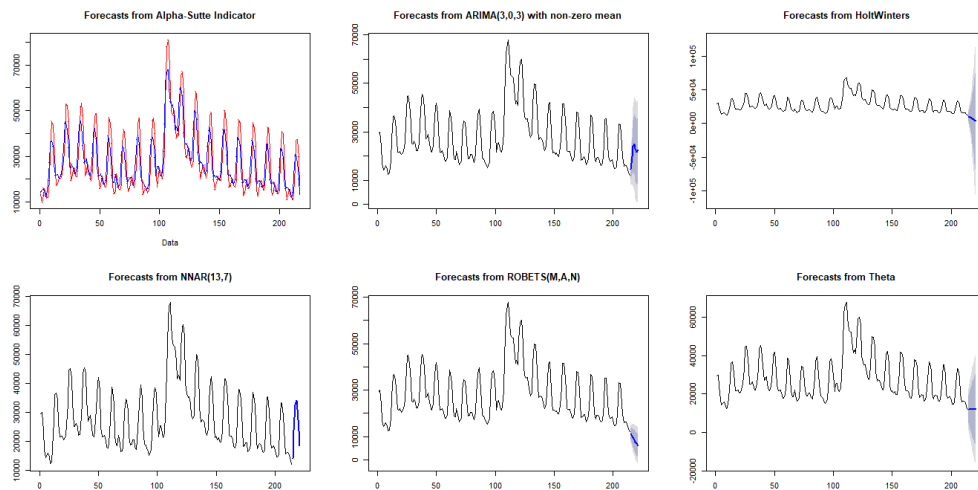 Forecasts from Alpha-Sutte Indicator
70000
50000
30000
10000
0 50 100 150 200
Data
Forecasts from ARIMA(3,0,3) with non-zero mean
70000
50000
30000
10000
0
0 50 100 150 200
Forecasts from HoltWinters
1e+05
5e+04
0e+00
-5e+04
-1e+05
0 50 100 150 200
Forecasts from NNAR(13,7)
70000
60000
50000
40000
30000
20000
10000
0 50 100 150 200
Forecasts from ROBETS(M,A,N)
70000
50000
30000
10000
0
0 50 100 150 200
Forecasts from Theta
60000
40000
20000
0
-20000
0 50 100 150 200